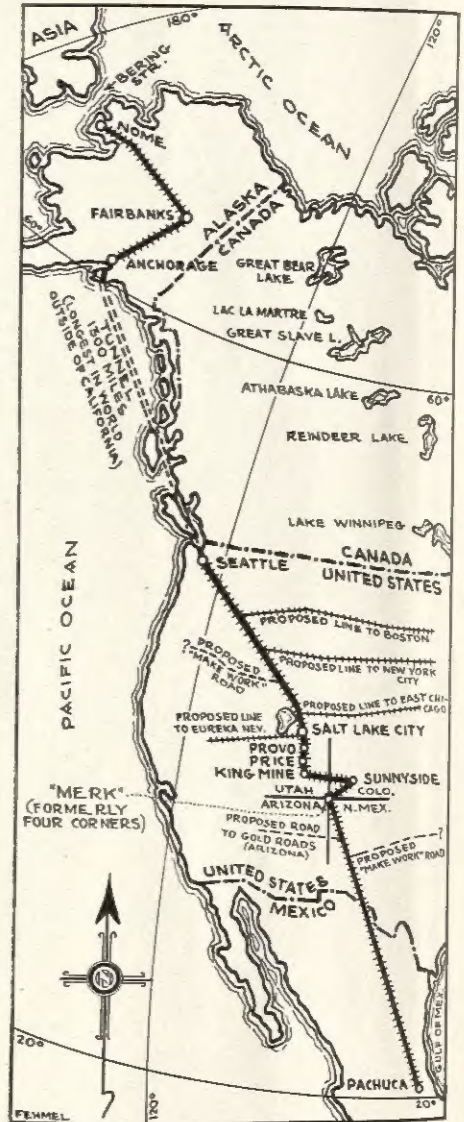 ASIA
180°
120°
ARCTIC OCEAN
BERING STR.
NOME
FAIRBANKS
ALASKA
CANADA
60°
ANCHORAGE
GREAT BEAR
LAKE
LAC LA MARTRE
GREAT SLAVE L.
TUNNEL
1500 MILES
(LONGEST IN WORLD
OUTSIDE OF CALIFORNIA)
ATHABASKA LAKE
60°
REINDEER LAKE
LAKE WINNIPEG
CANADA
UNITED STATES
SEATTLE
PACIFIC OCEAN
PROPOSED LINE TO BOSTON
?
PROPOSED
"MAKE WORK"
ROAD
PROPOSED LINE TO NEW YORK
CITY
PROPOSED LINE TO EAST CHI-
CAGO
PROPOSED LINE
TO EUREKA NEV.
SALT LAKE CITY
PROVO
PRICE
KING MINE
SUNNYSIDE
"MERK"
(FORMERLY
FOUR CORNERS)
UTAH
COLO.
ARIZONA
N.MEX.
PROPOSED ROAD
TO GOLD ROADS
(ARIZONA)
?
PROPOSED
"MAKE WORK" ROAD
UNITED STATES
MEXICO
N
GULF OF MEX.
20°
PACHUCA
20°
FEHMEL
120°